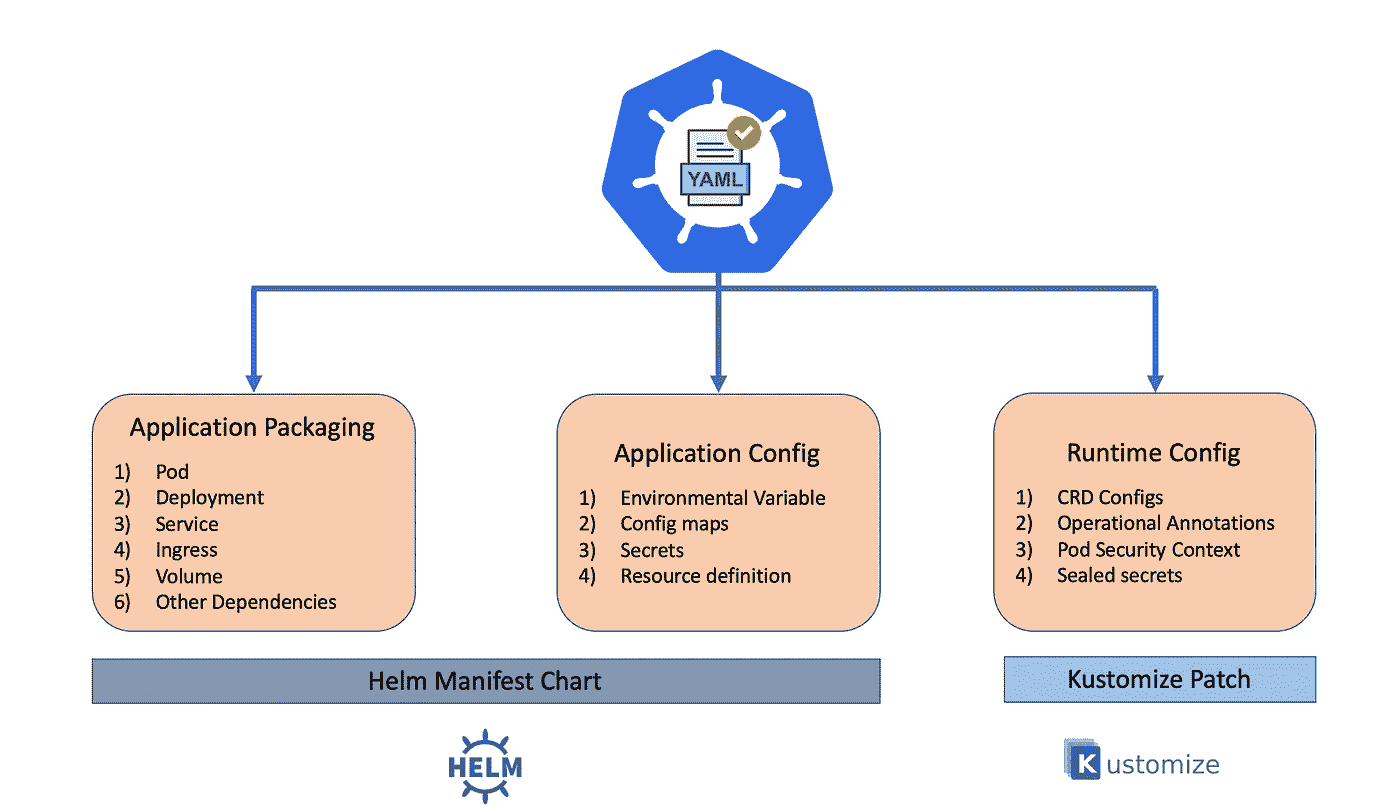 YAML
Application Packaging
1) Pod
2) Deployment
3) Service
4) Ingress
5) Volume
6) Other Dependencies
Application Config
1) Environmental Variable
2) Config maps
3) Secrets
4) Resource definition
Runtime Config
1) CRD Configs
2) Operational Annotations
3) Pod Security Context
4) Sealed secrets
Helm Manifest Chart
Kustomize Patch
HELM
Kustomize